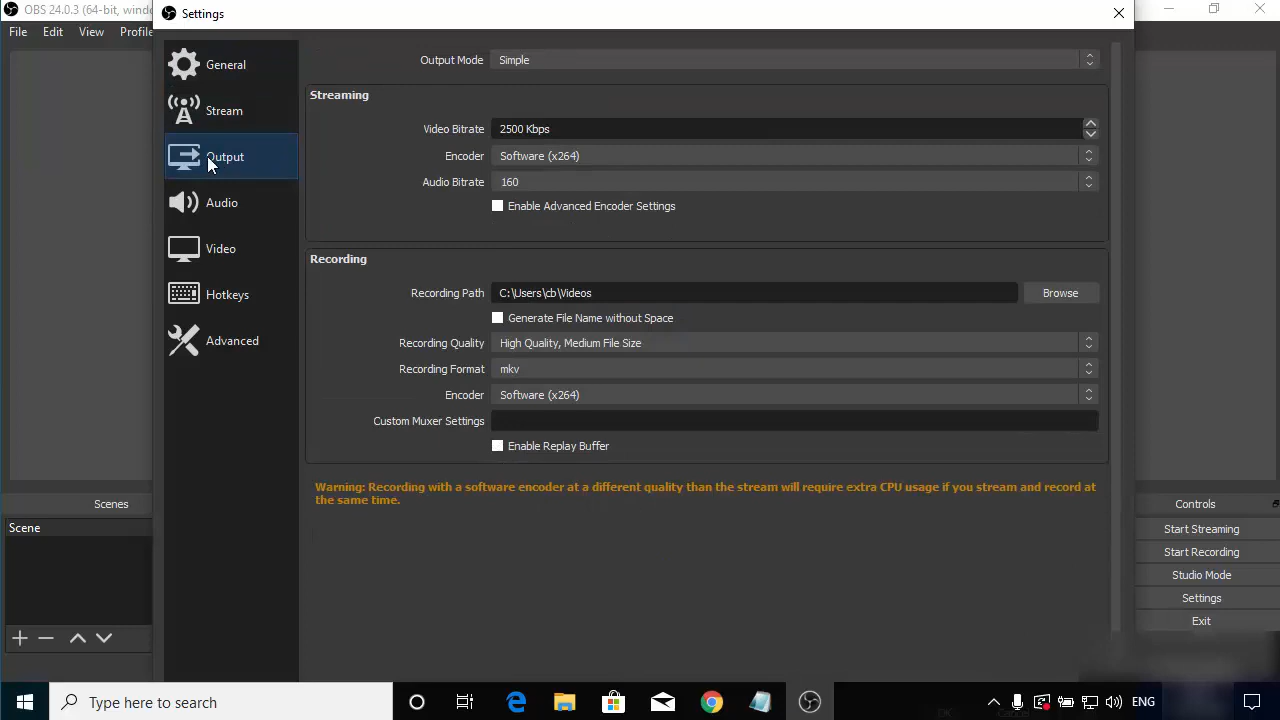 OBS 24.0.3 (64-bit, windo
Settings
File Edit View Profile
General
Stream
Output
Audio
Video
Hotkeys
Advanced
Output Mode Simple
Streaming
Video Bitrate 2500 Kbps
Encoder Software (x264)
Audio Bitrate 160
Enable Advanced Encoder Settings
Recording
Recording Path C:\Users\cb\Videos Browse
Generate File Name without Space
Recording Quality High Quality, Medium File Size
Recording Format mkv
Encoder Software (x264)
Custom Muxer Settings
Enable Replay Buffer
Warning: Recording with a software encoder at a different quality than the stream will require extra CPU usage if you stream and record at
the same time.
Scenes
Scene
Controls
Start Streaming
Start Recording
Studio Mode
Settings
Exit
Type here to search
ENG